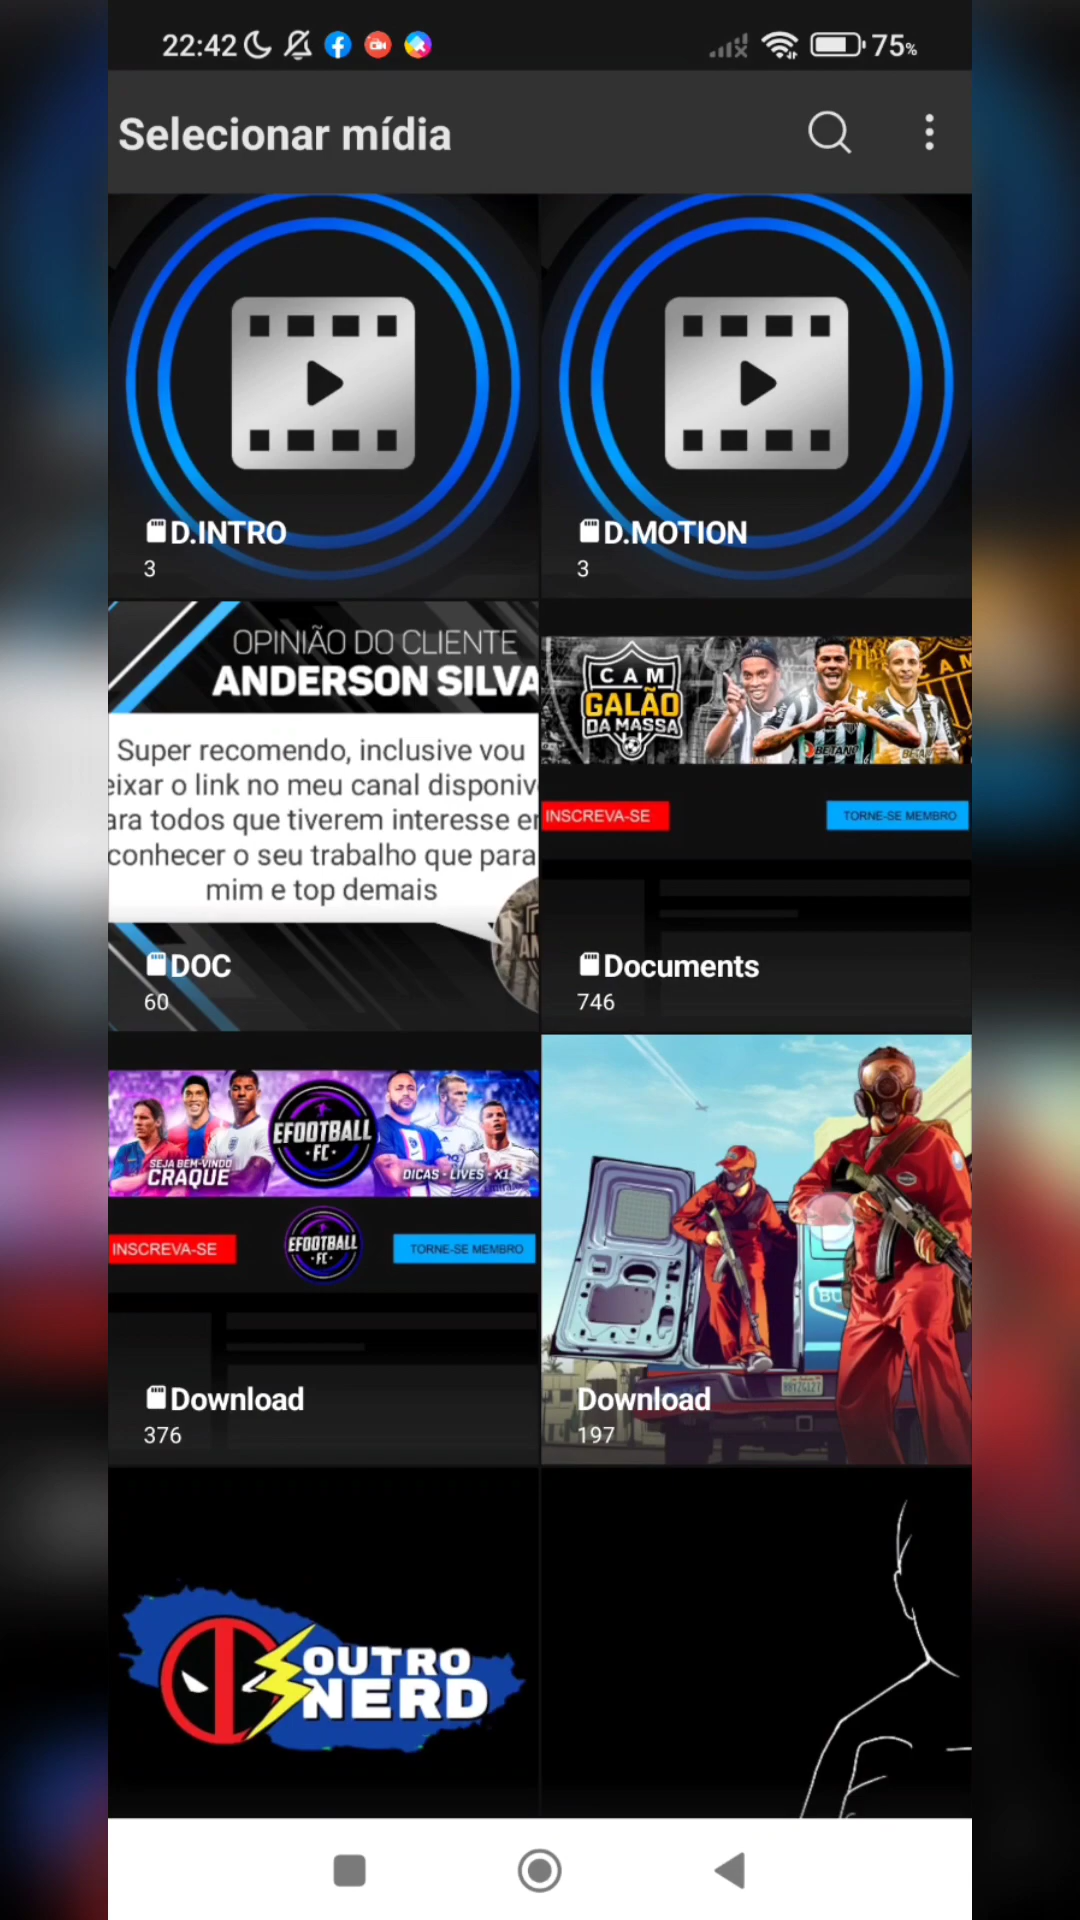 22:42
75%
Selecionar mídia
D.INTRO
3
D.MOTION
3
OPINIÃO DO CLIENTE
ANDERSON SILVA
Super recomendo, inclusive vou
eixar o link no meu canal disponiv
ara todos que tiverem interesse er
conhecer o seu trabalho que para
mim e top demais
DOC
60
CAM
GALÃO
DA MASSA
BETANO
INSCREVA-SE
TORNE-SE MEMBRO
Documents
746
SEJA BEM-VINDO
CRAQUE
EFOOTBALL
·FC·
DICAS - LIVES - X1
INSCREVA-SE
EFOOTBALL
·FC·
TORNE-SE MEMBRO
Download
376
Download
197
OUTRO
NERD